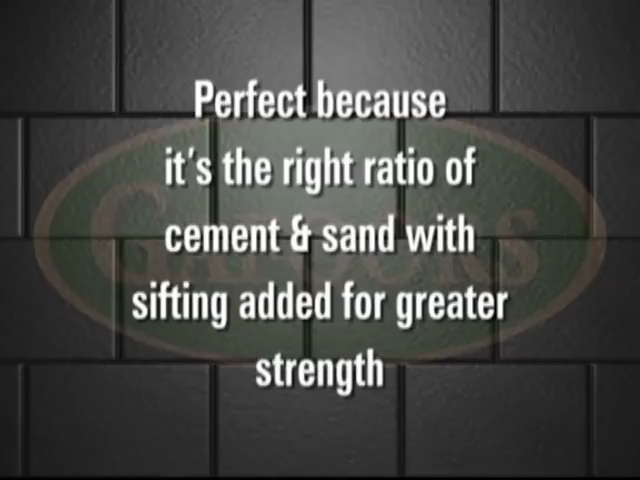 Perfect because
it's the right ratio of
cement & sand with
sifting added for greater
strength